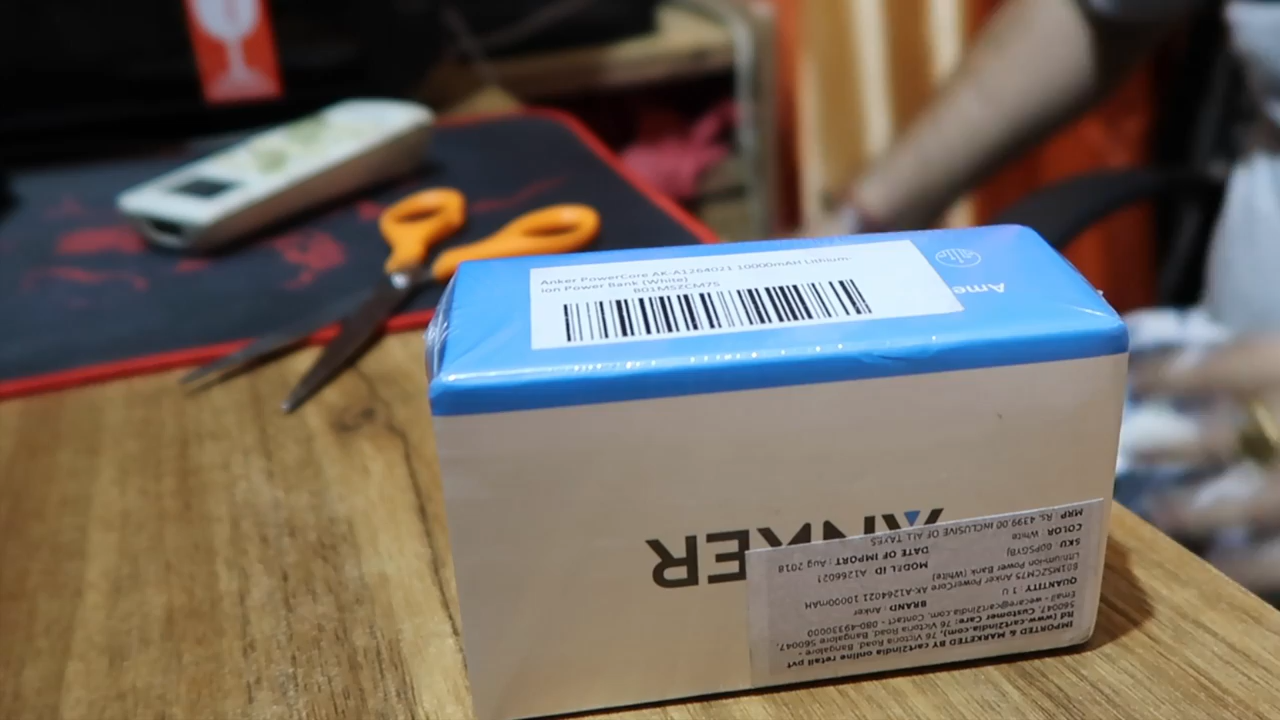 Anker PowerCore AK-A1264021 10000mAH Lithium-
ion Power Bank (White)
B01MSZCM75
Ame
ANKER
IMPORTED & MARKETED BY cart2india online retail pvt
ltd (www.cart2india.com), 76 Victoria Road, Bangalore -
560047. Customer Care: 76 Victoria Road, Bangalore 560047,
Email - wecare@cart2india.com, Contact - 080-49330000
QUANTITY : 1 U
BRAND : Anker
B01MSZCM75 Anker PowerCore AK-A1264021 10000mAH
Lithium-ion Power Bank (White)
MODEL ID : A1266021
COLOR : White
DATE OF IMPORT : Aug 2018
MRP : RS. 4399.00 INCLUSIVE OF ALL TAXES